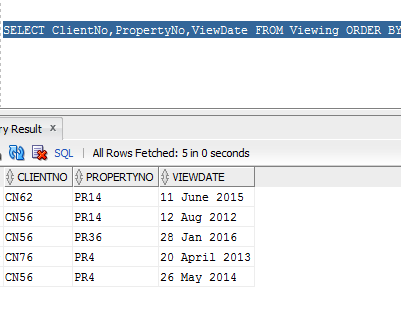 SELECT ClientNo,PropertyNo,ViewDate FROM Viewing ORDER BY
ry Result x
SQL | All Rows Fetched: 5 in 0 seconds
CLIENTNO PROPERTYNO VIEWDATE
CN62 PR14 11 June 2015
CN56 PR14 12 Aug 2012
CN56 PR36 28 Jan 2016
CN76 PR4 20 April 2013
CN56 PR4 26 May 2014